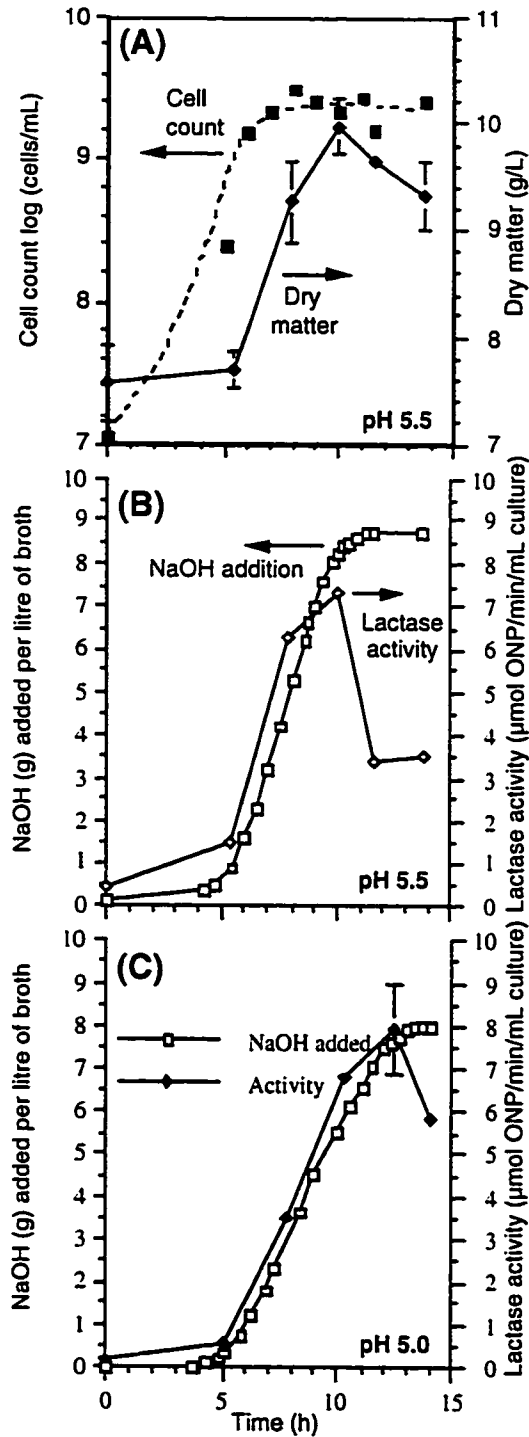 (A)
10
9
8
7
Cell count log (cells/mL)
Cell
count
Dry
matter
pH 5.5
11
10
9
8
7
Dry matter (g/L)
(B)
10
9
8
7
6
5
4
3
2
1
0
NaOH (g) added per litre of broth
NaOH addition
Lactase
activity
pH 5.5
10
9
8
7
6
5
4
3
2
1
0
Lactase activity (µmol ONP/min/mL culture)
(C)
10
9
8
7
6
5
4
3
2
1
0
NaOH (g) added per litre of broth
NaOH added
Activity
pH 5.0
10
9
8
7
6
5
4
3
2
1
0
Lactase activity (µmol ONP/min/mL culture)
0
5
10
15
Time (h)